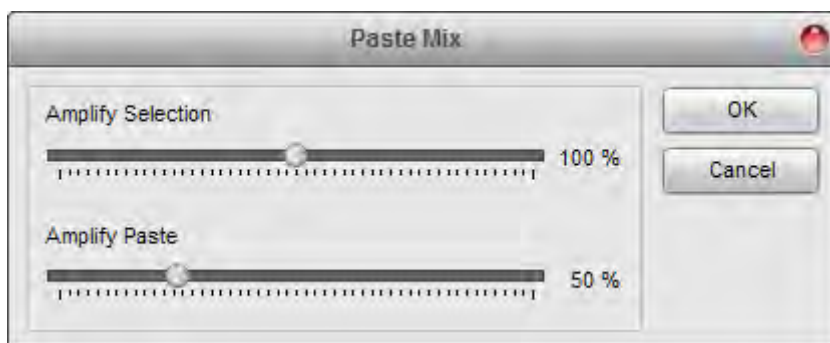 Paste Mix
Amplify Selection
100 %
OK
Cancel
Amplify Paste
50 %